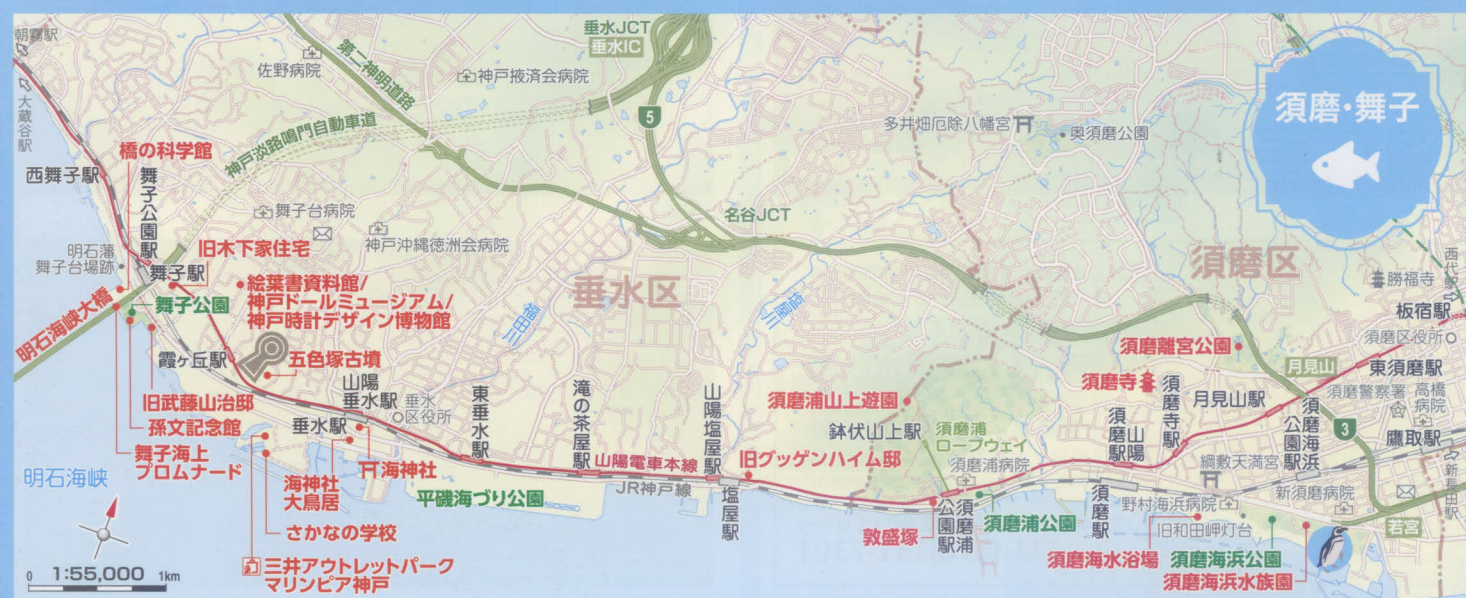 須磨・舞子
朝霧駅
大蔵谷駅
佐野病院
第二神明道路
神戸掖済会病院
垂水JCT
垂水IC
5
神戸淡路鳴門自動車道
多井畑厄除八幡宮
奥須磨公園
橋の科学館
西舞子駅
舞子公園駅
舞子台病院
神戸沖縄徳洲会病院
名谷JCT
明石藩
舞子台場跡
舞子駅
旧木下家住宅
絵葉書資料館/
神戸ドールミュージアム/
神戸時計デザイン博物館
舞子公園
明石海峡大橋
垂水区
須磨区
福田川
塩屋川
西代駅
勝福寺
板宿駅
須磨区役所
霞ヶ丘駅
五色塚古墳
須磨離宮公園
月見山
東須磨駅
旧武藤山治邸
孫文記念館
舞子海上
プロムナード
山陽
垂水駅
垂水駅
垂水
区役所
東垂水駅
滝の茶屋駅
山陽塩屋駅
須磨浦山上遊園
鉢伏山上駅
須磨浦
ロープウェイ
須磨浦病院
須磨寺
須磨寺駅
月見山駅
須磨海浜
公園駅
須磨警察署
高橋
病院
鷹取駅
3
山陽
須磨駅
明石海峡
海神社
海神社
大鳥居
山陽電車本線
JR神戸線
旧グッゲンハイム邸
塩屋駅
平磯海づり公園
さかなの学校
三井アウトレットパーク
マリンピア神戸
敦盛塚
須磨浦
公園駅
須磨浦公園
須磨駅
綱敷天満宮
野村海浜病院
新須磨病院
旧和田岬灯台
新長田駅
若宮
須磨海水浴場
須磨海浜公園
須磨海浜水族園
0 1:55,000 1km